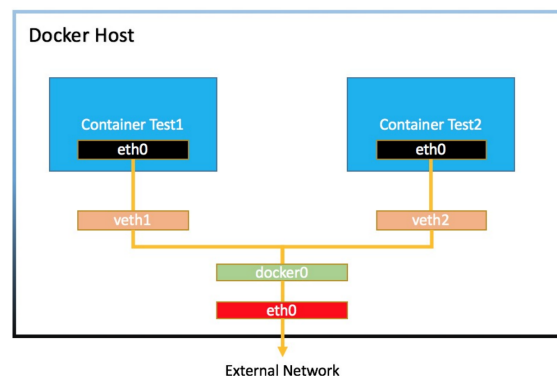 Docker Host
Container Test1
eth0
Container Test2
eth0
veth1
veth2
docker0
eth0
External Network